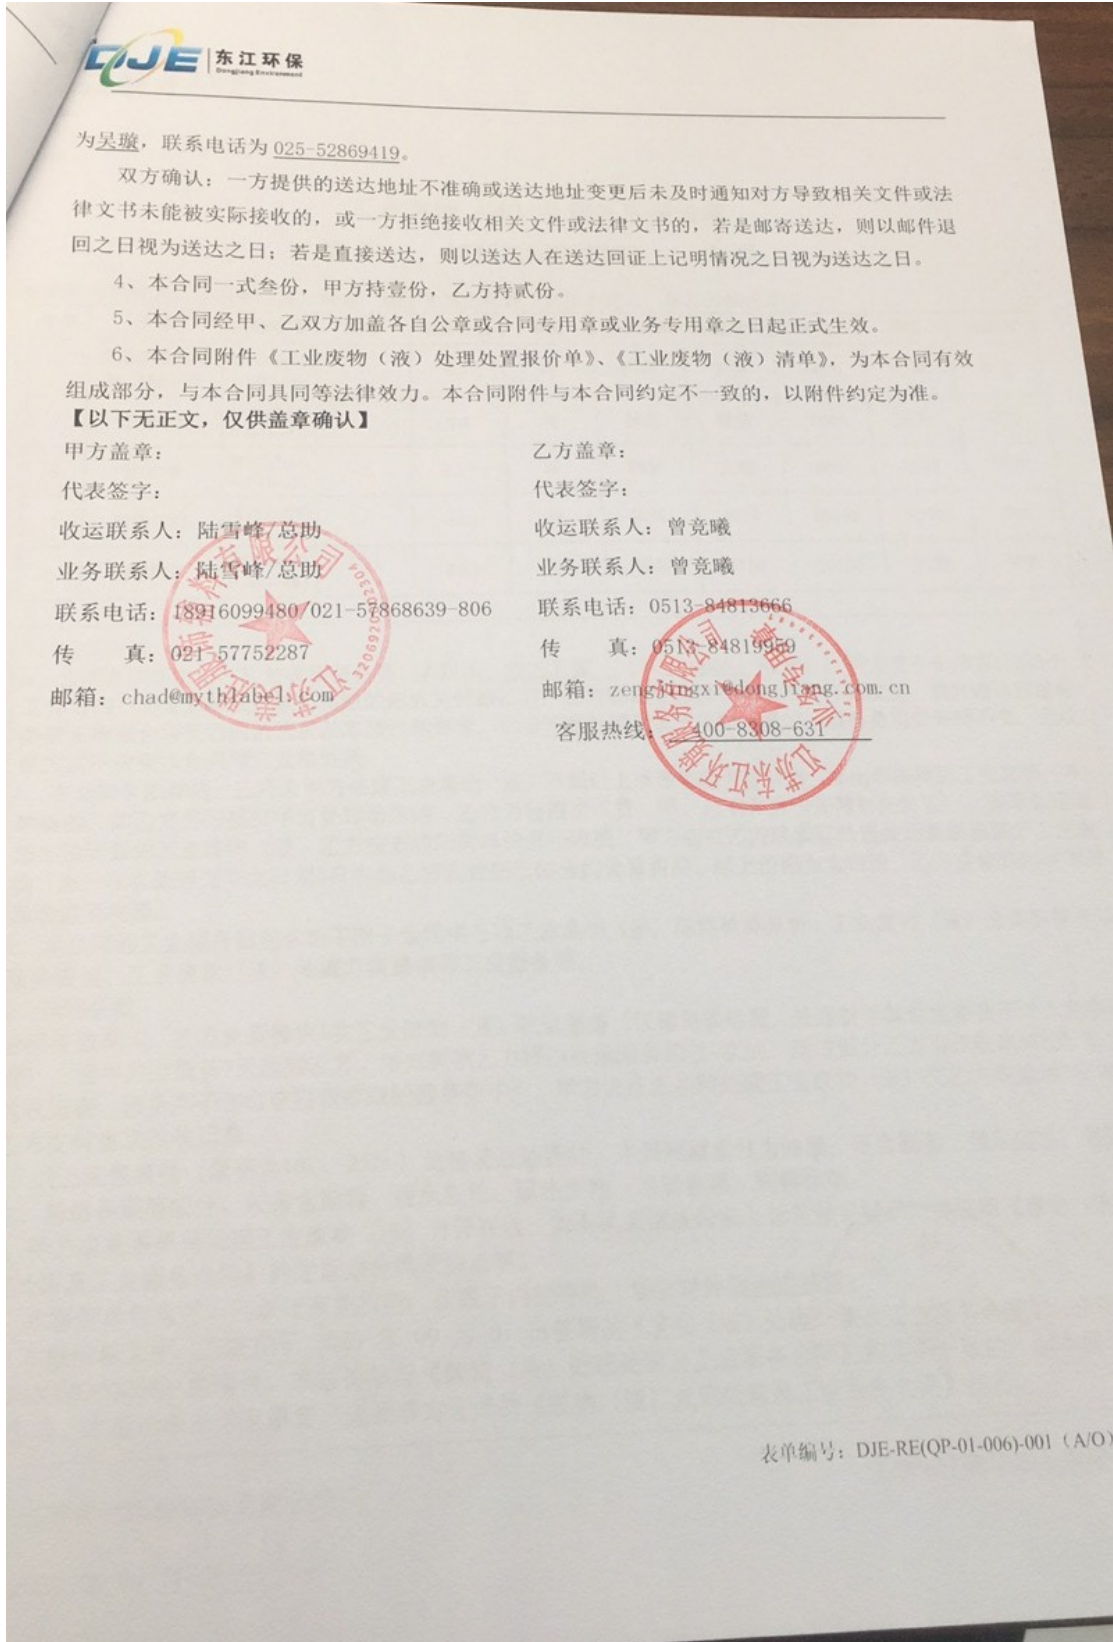 DJE 东江环保
Dongjiang Environment
为吴璇，联系电话为 025-52869419。
双方确认：一方提供的送达地址不准确或送达地址变更后未及时通知对方导致相关文件或法
律文书未能被实际接收的，或一方拒绝接收相关文件或法律文书的，若是邮寄送达，则以邮件退
回之日视为送达之日；若是直接送达，则以送达人在送达回证上记明情况之日视为送达之日。
4、本合同一式叁份，甲方持壹份，乙方持贰份。
5、本合同经甲、乙双方加盖各自公章或合同专用章或业务专用章之日起正式生效。
6、本合同附件《工业废物（液）处理处置报价单》、《工业废物（液）清单》，为本合同有效
组成部分，与本合同具同等法律效力。本合同附件与本合同约定不一致的，以附件约定为准。
【以下无正文，仅供盖章确认】
甲方盖章：
乙方盖章：
代表签字：
代表签字：
收运联系人：陆雪峰/总助
收运联系人：曾竞曦
业务联系人：陆雪峰/总助
业务联系人：曾竞曦
联系电话：18916099480/021-57868639-806
联系电话：0513-84813666
传 真：021-57752287
传 真：0513-84819959
邮箱：chad@mythlabel.com
邮箱：zengjingxi@dongjiang.com.cn
客服热线：400-8308-631
江苏东江环境服务有限公司
业务专用章
表单编号：DJE-RE(QP-01-006)-001（A/O）